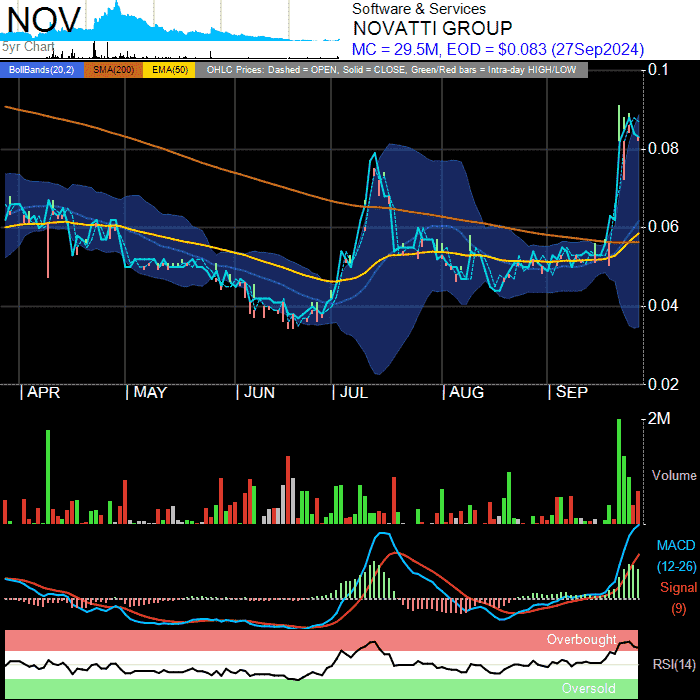 NOV
5yr Chart
Software & Services
NOVATTI GROUP
MC = 29.5M, EOD = $0.083 (27Sep2024)
BollBands(20,2) SMA(200) EMA(50) OHLC Prices: Dashed = OPEN, Solid = CLOSE, Green/Red bars = Intra-day HIGH/LOW
0.1
0.08
0.06
0.04
0.02
APR MAY JUN JUL AUG SEP
2M
Volume
MACD
(12-26)
Signal
(9)
Overbought
RSI(14)
Oversold